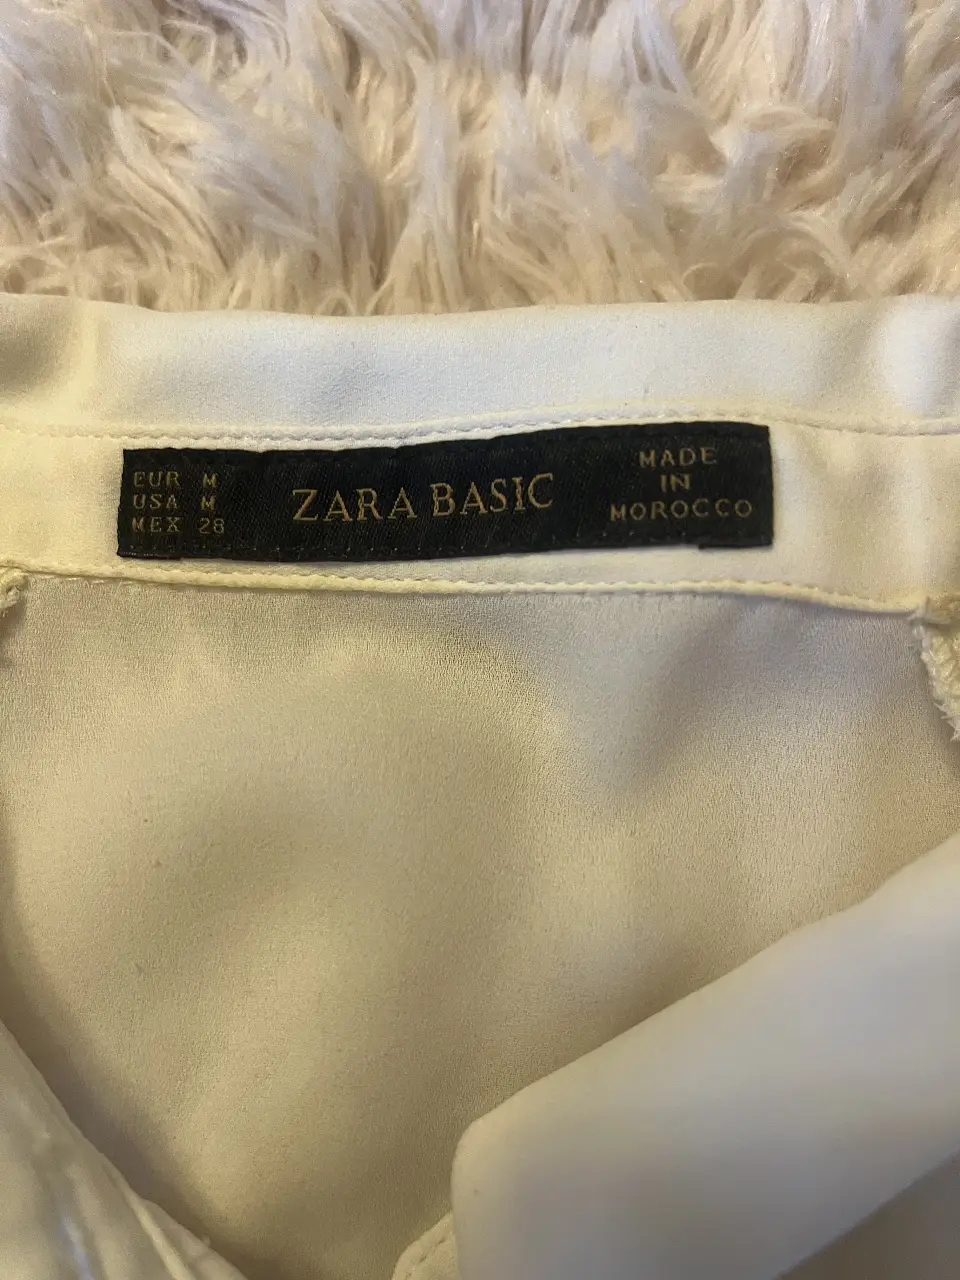 EUR M
USA M
MEX 28
ZARA BASIC
MADE
IN
MOROCCO